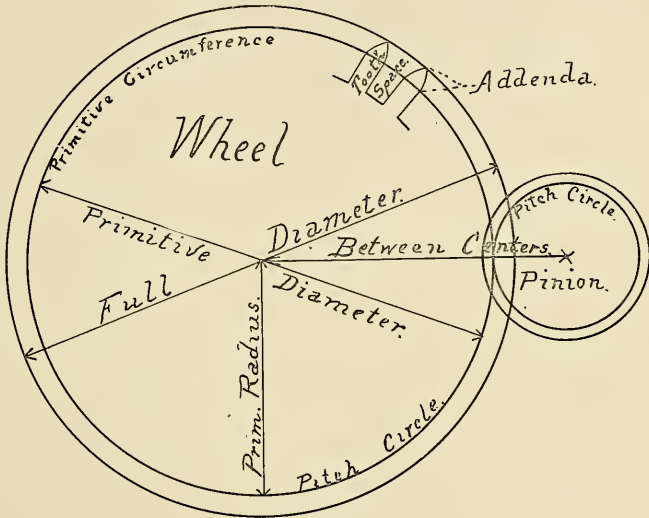 Primitive Circumference
Tooth
Space.
Addenda.
Wheel
Pitch Circle.
Primitive Diameter.
Full Diameter.
Between Centers.
Pinion.
Prim. Radius.
Pitch Circle.